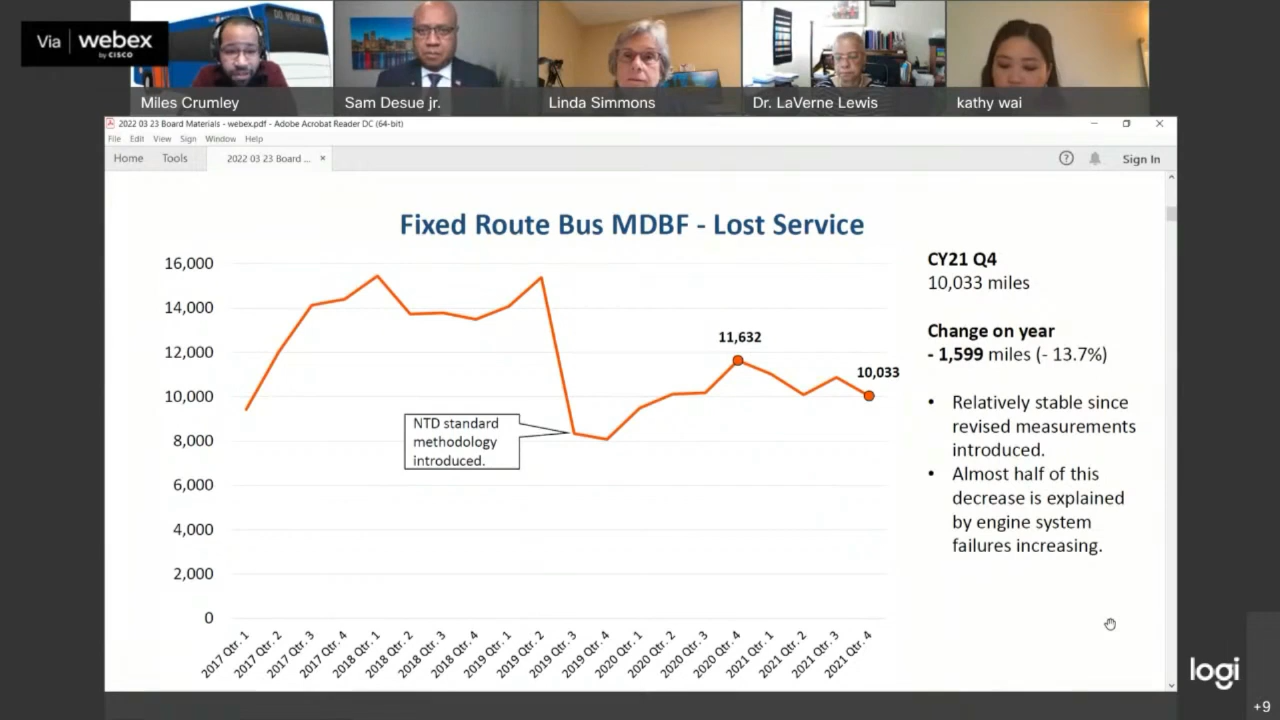 Via | webex
by CISCO
DO YOUR PART.
Miles Crumley
Sam Desue jr.
Linda Simmons
Dr. LaVerne Lewis
kathy wai
2022 03 23 Board Materials - webex.pdf - Adobe Acrobat Reader DC (64-bit)
File Edit View Sign Window Help
Home Tools 2022 03 23 Board ... × Sign In
Fixed Route Bus MDBF - Lost Service
16,000
14,000
12,000
10,000
8,000
6,000
4,000
2,000
0
11,632
10,033
NTD standard
methodology
introduced.
2017 Qtr. 1
2017 Qtr. 2
2017 Qtr. 3
2017 Qtr. 4
2018 Qtr. 1
2018 Qtr. 2
2018 Qtr. 3
2018 Qtr. 4
2019 Qtr. 1
2019 Qtr. 2
2019 Qtr. 3
2019 Qtr. 4
2020 Qtr. 1
2020 Qtr. 2
2020 Qtr. 3
2020 Qtr. 4
2021 Qtr. 1
2021 Qtr. 2
2021 Qtr. 3
2021 Qtr. 4
CY21 Q4
10,033 miles
Change on year
- 1,599 miles (- 13.7%)
• Relatively stable since
revised measurements
introduced.
• Almost half of this
decrease is explained
by engine system
failures increasing.
logi
+9